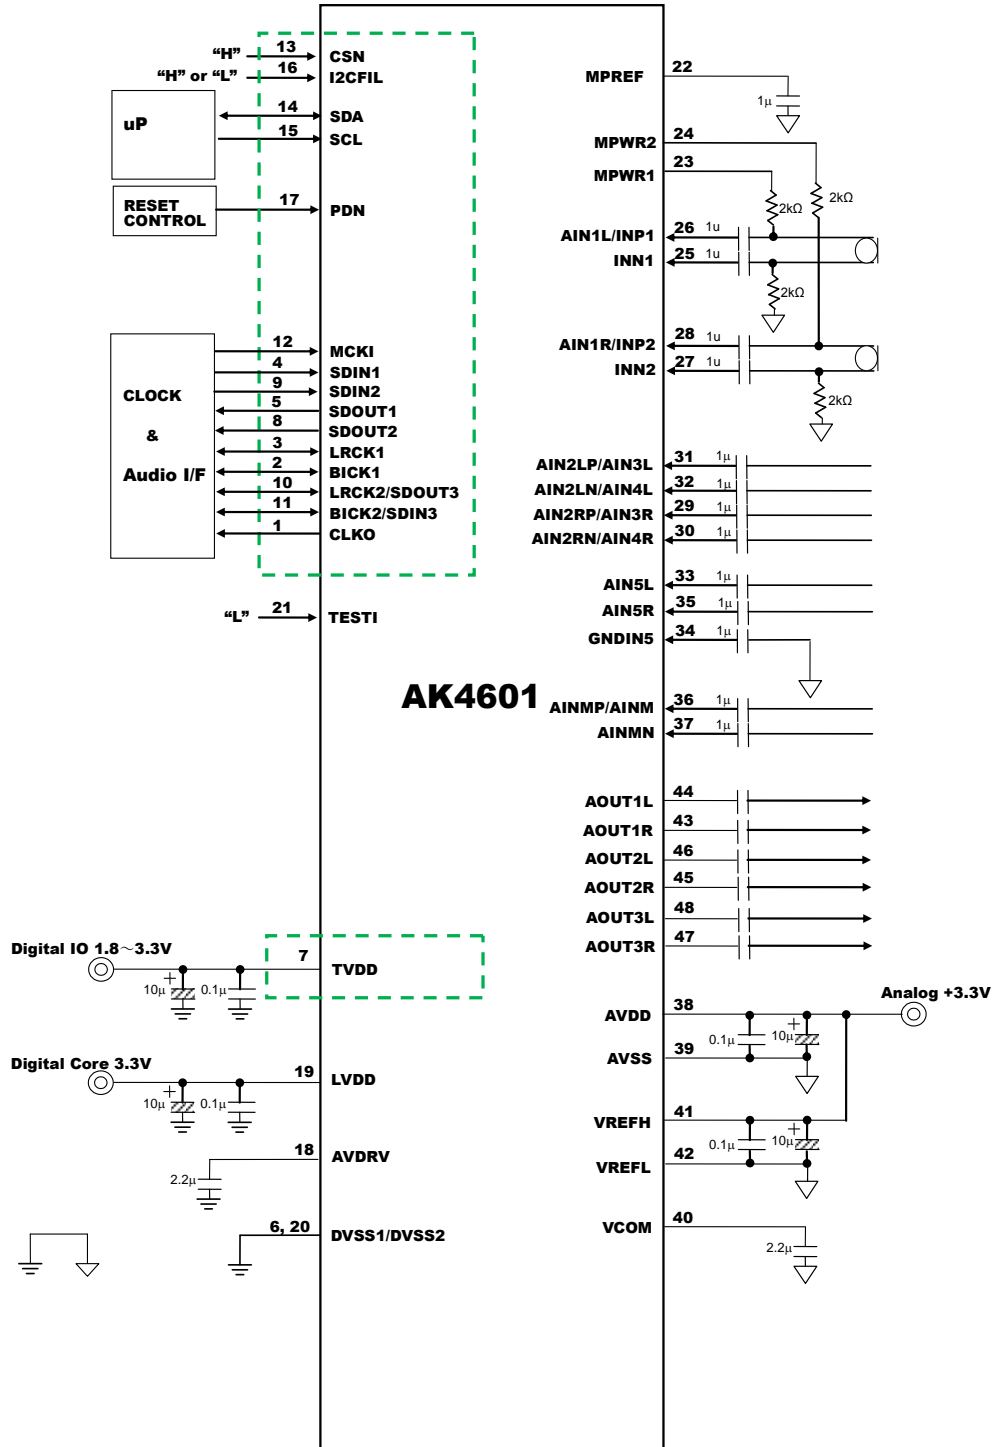 “H” 13 CSN
“H” or “L” 16 I2CFIL
uP
14 SDA
15 SCL
RESET
CONTROL
17 PDN
CLOCK
&
Audio I/F
12 MCKI
4 SDIN1
9 SDIN2
5 SDOUT1
8 SDOUT2
3 LRCK1
2 BICK1
10 LRCK2/SDOUT3
11 BICK2/SDIN3
1 CLKO
“L” 21 TESTI
AK4601
Digital IO 1.8～3.3V
7 TVDD
+
10μ 0.1μ
Digital Core 3.3V
19 LVDD
+
10μ 0.1μ
18 AVDRV
2.2μ
6, 20 DVSS1/DVSS2
MPREF 22
1μ
MPWR2 24
MPWR1 23
2kΩ
2kΩ
AIN1L/INP1 26 1u
INN1 25 1u
2kΩ
AIN1R/INP2 28 1u
INN2 27 1u
2kΩ
AIN2LP/AIN3L 31 1μ
AIN2LN/AIN4L 32 1μ
AIN2RP/AIN3R 29 1μ
AIN2RN/AIN4R 30 1μ
AIN5L 33 1μ
AIN5R 35 1μ
GNDIN5 34 1μ
AINMP/AINM 36 1μ
AINMN 37 1μ
AOUT1L 44
AOUT1R 43
AOUT2L 46
AOUT2R 45
AOUT3L 48
AOUT3R 47
Analog +3.3V
AVDD 38
+
0.1μ 10μ
AVSS 39
VREFH 41
+
0.1μ 10μ
VREFL 42
VCOM 40
2.2μ